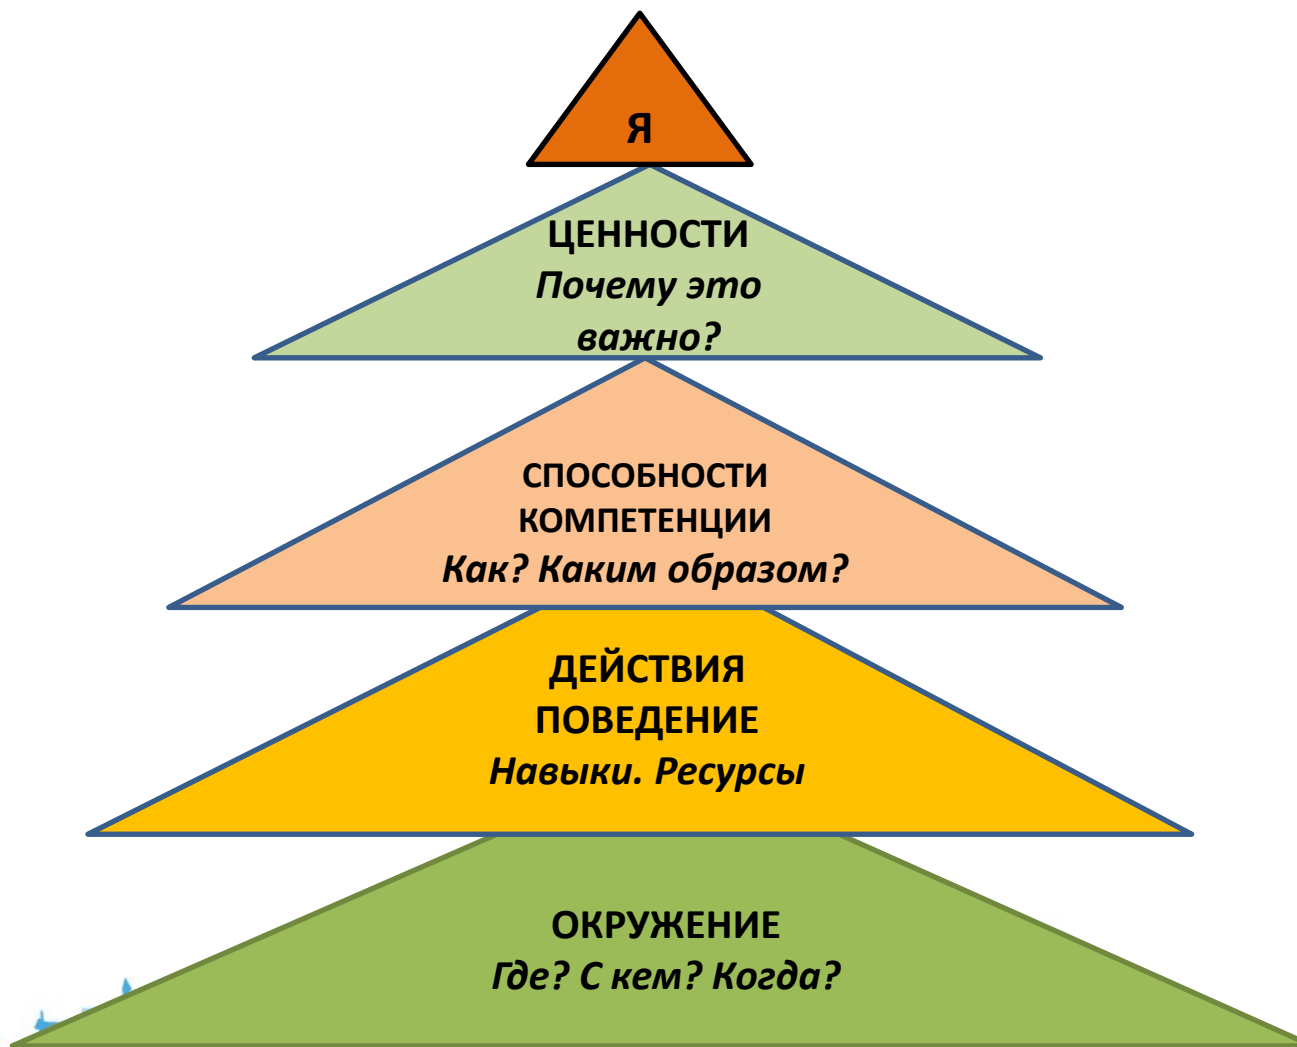 Я
ЦЕННОСТИ
Почему это
важно?
СПОСОБНОСТИ
КОМПЕТЕНЦИИ
Как? Каким образом?
ДЕЙСТВИЯ
ПОВЕДЕНИЕ
Навыки. Ресурсы
ОКРУЖЕНИЕ
Где? С кем? Когда?